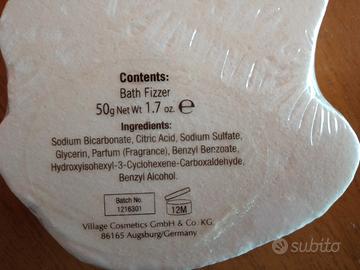 Contents:
Bath Fizzer
50g Net Wt 1.7 oz. ℮
Ingredients:
Sodium Bicarbonate, Citric Acid, Sodium Sulfate,
Glycerin, Parfum (Fragrance), Benzyl Benzoate,
Hydroxyisohexyl-3-Cyclohexene-Carboxaldehyde,
Benzyl Alcohol.
Batch No.
1216301
12M
Village Cosmetics GmbH & Co. KG.
86165 Augsburg/Germany
subito